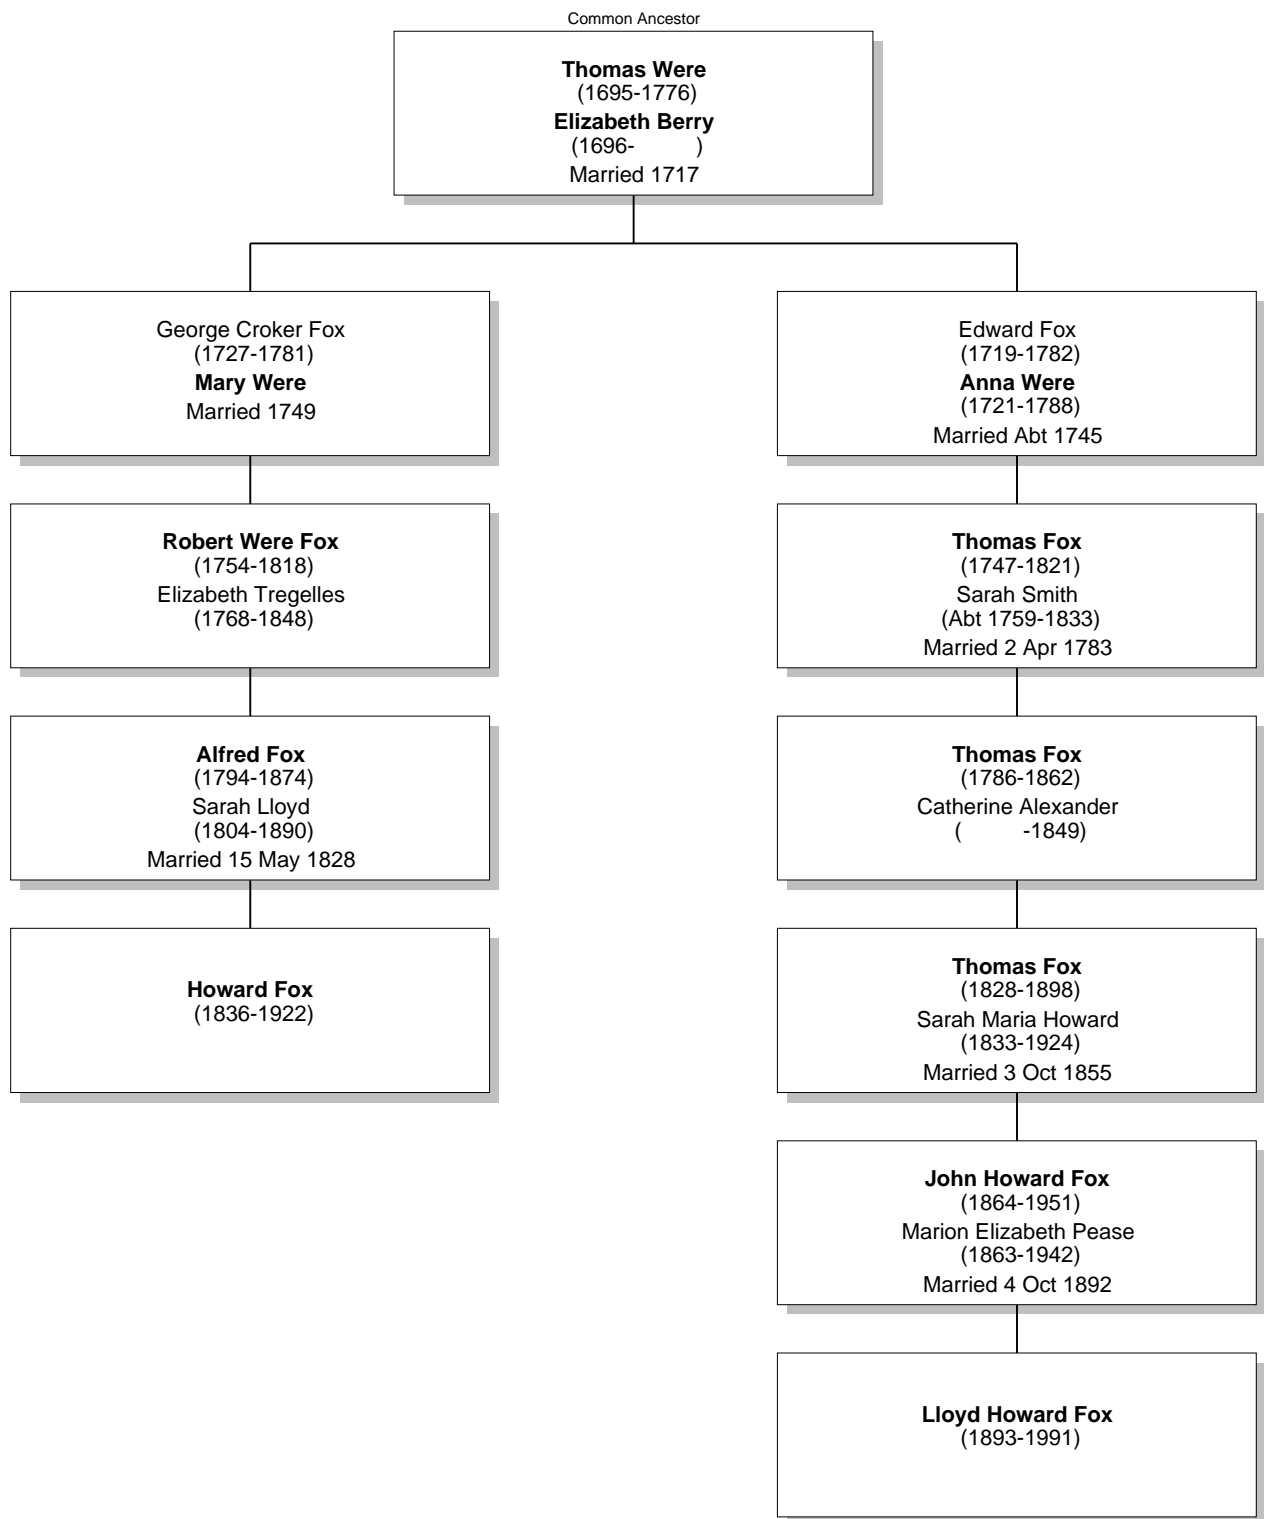 Common Ancestor
Thomas Were
(1695-1776)
Elizabeth Berry
(1696- )
Married 1717
George Croker Fox
(1727-1781)
Mary Were
Married 1749
Edward Fox
(1719-1782)
Anna Were
(1721-1788)
Married Abt 1745
Robert Were Fox
(1754-1818)
Elizabeth Tregelles
(1768-1848)
Thomas Fox
(1747-1821)
Sarah Smith
(Abt 1759-1833)
Married 2 Apr 1783
Alfred Fox
(1794-1874)
Sarah Lloyd
(1804-1890)
Married 15 May 1828
Thomas Fox
(1786-1862)
Catherine Alexander
( -1849)
Howard Fox
(1836-1922)
Thomas Fox
(1828-1898)
Sarah Maria Howard
(1833-1924)
Married 3 Oct 1855
John Howard Fox
(1864-1951)
Marion Elizabeth Pease
(1863-1942)
Married 4 Oct 1892
Lloyd Howard Fox
(1893-1991)